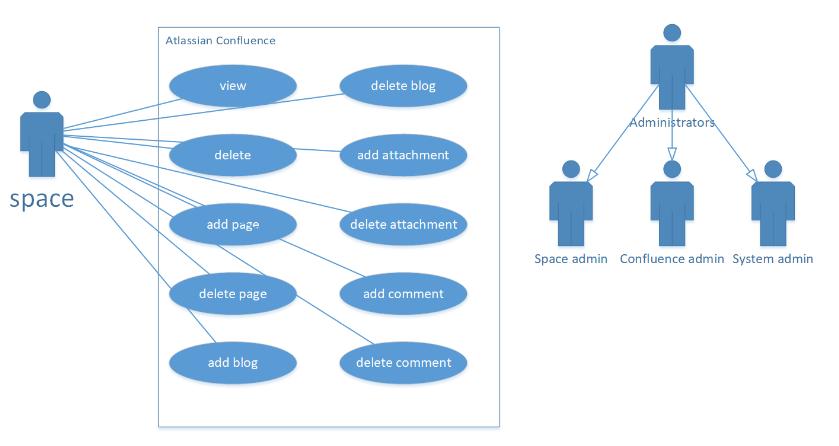 Atlassian Confluence
view
delete blog
delete
add attachment
add page
delete attachment
delete page
add comment
add blog
delete comment
space
Administrators
Space admin
Confluence admin
System admin